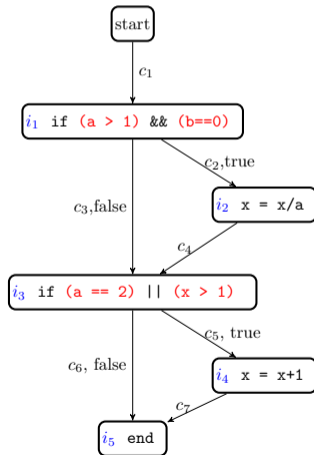 start
c1
i1 if (a > 1) && (b==0)
c2,true
c3,false
i2 x = x/a
c4
i3 if (a == 2) || (x > 1)
c5, true
c6, false
i4 x = x+1
c7
i5 end